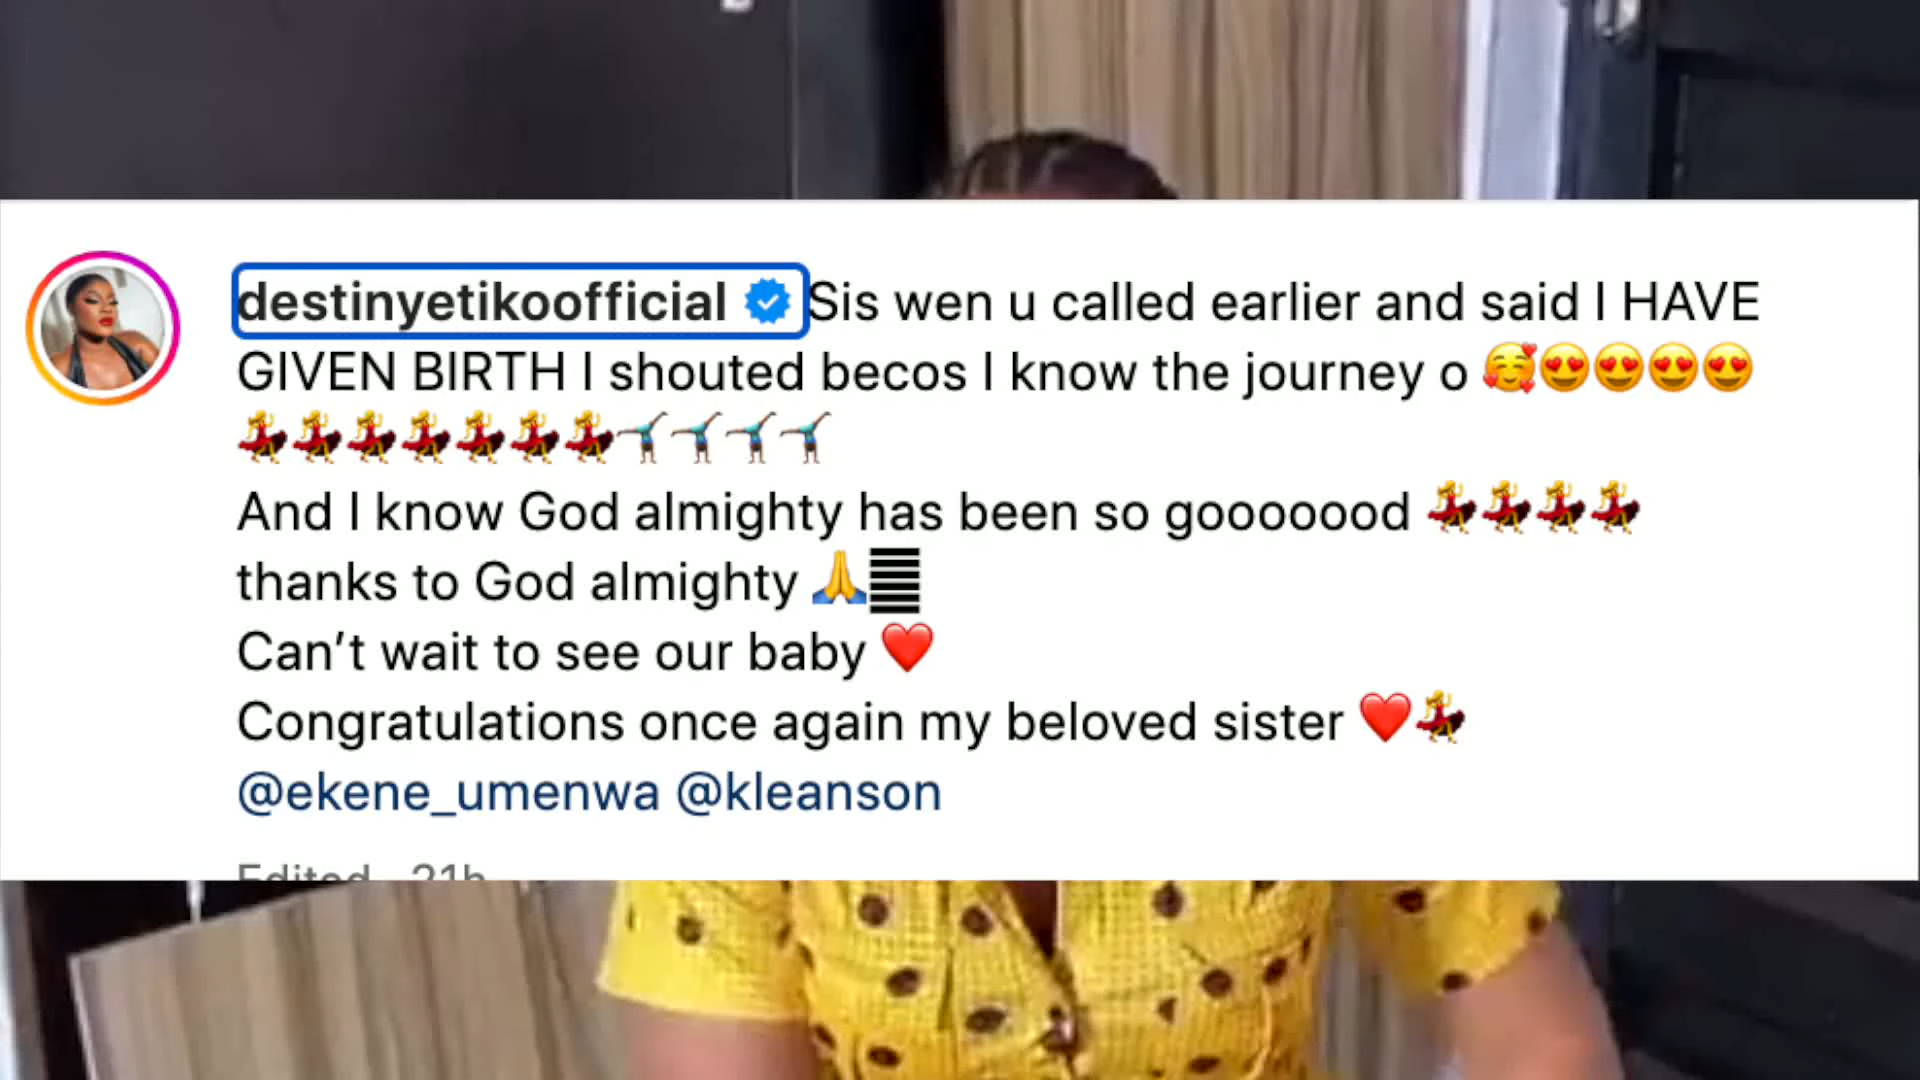 destinyetikoofficial Sis wen u called earlier and said I HAVE
GIVEN BIRTH I shouted becos I know the journey o 🥰😍😍😍😍
💃💃💃💃💃💃💃🤸🤸🤸🤸
And I know God almighty has been so gooooood 💃💃💃💃
thanks to God almighty 🙏
Can’t wait to see our baby ❤️
Congratulations once again my beloved sister ❤️💃
@ekene_umenwa @kleanson
Edited 21h